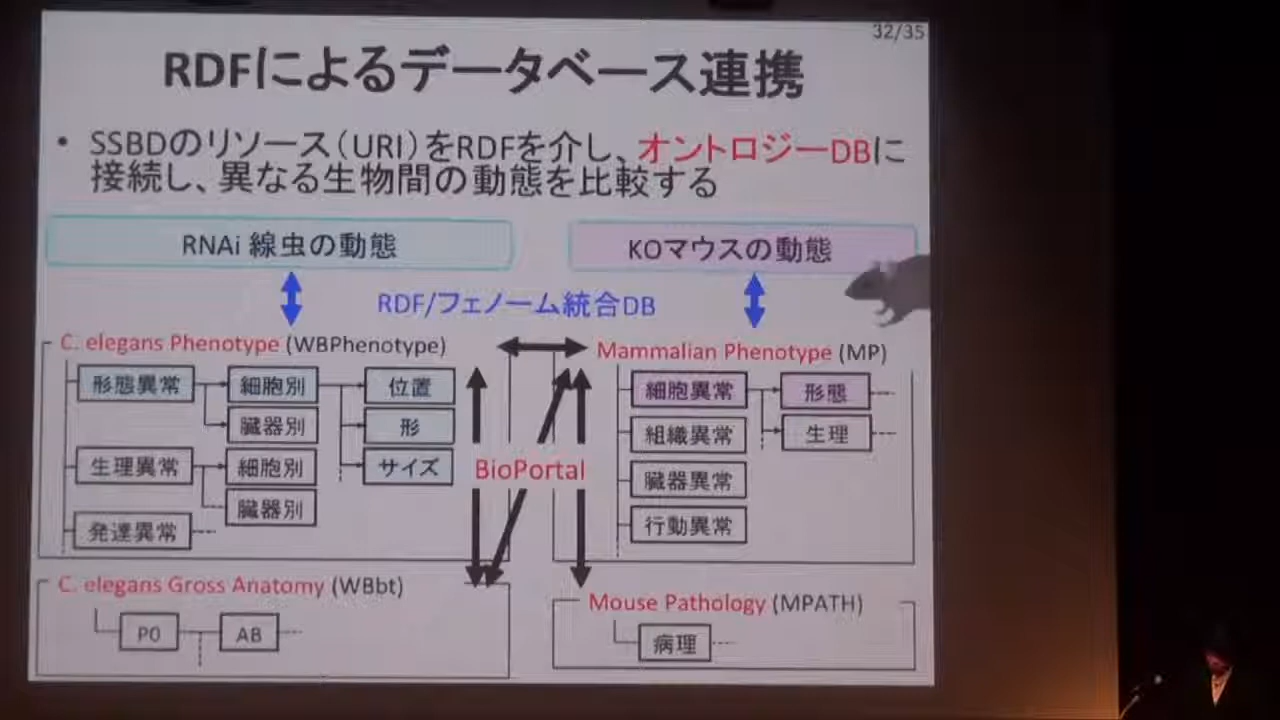 32/35
RDFによるデータベース連携
• SSBDのリソース（URI）をRDFを介し、オントロジーDBに
接続し、異なる生物間の動態を比較する
RNAi 線虫の動態
KOマウスの動態
RDF/フェノーム統合DB
C. elegans Phenotype (WBPhenotype)
形態異常
細胞別
位置
臓器別
形
生理異常
細胞別
サイズ
臓器別
発達異常
BioPortal
Mammalian Phenotype (MP)
細胞異常
形態
組織異常
生理
臓器異常
行動異常
C. elegans Gross Anatomy (WBbt)
P0
AB
Mouse Pathology (MPATH)
病理